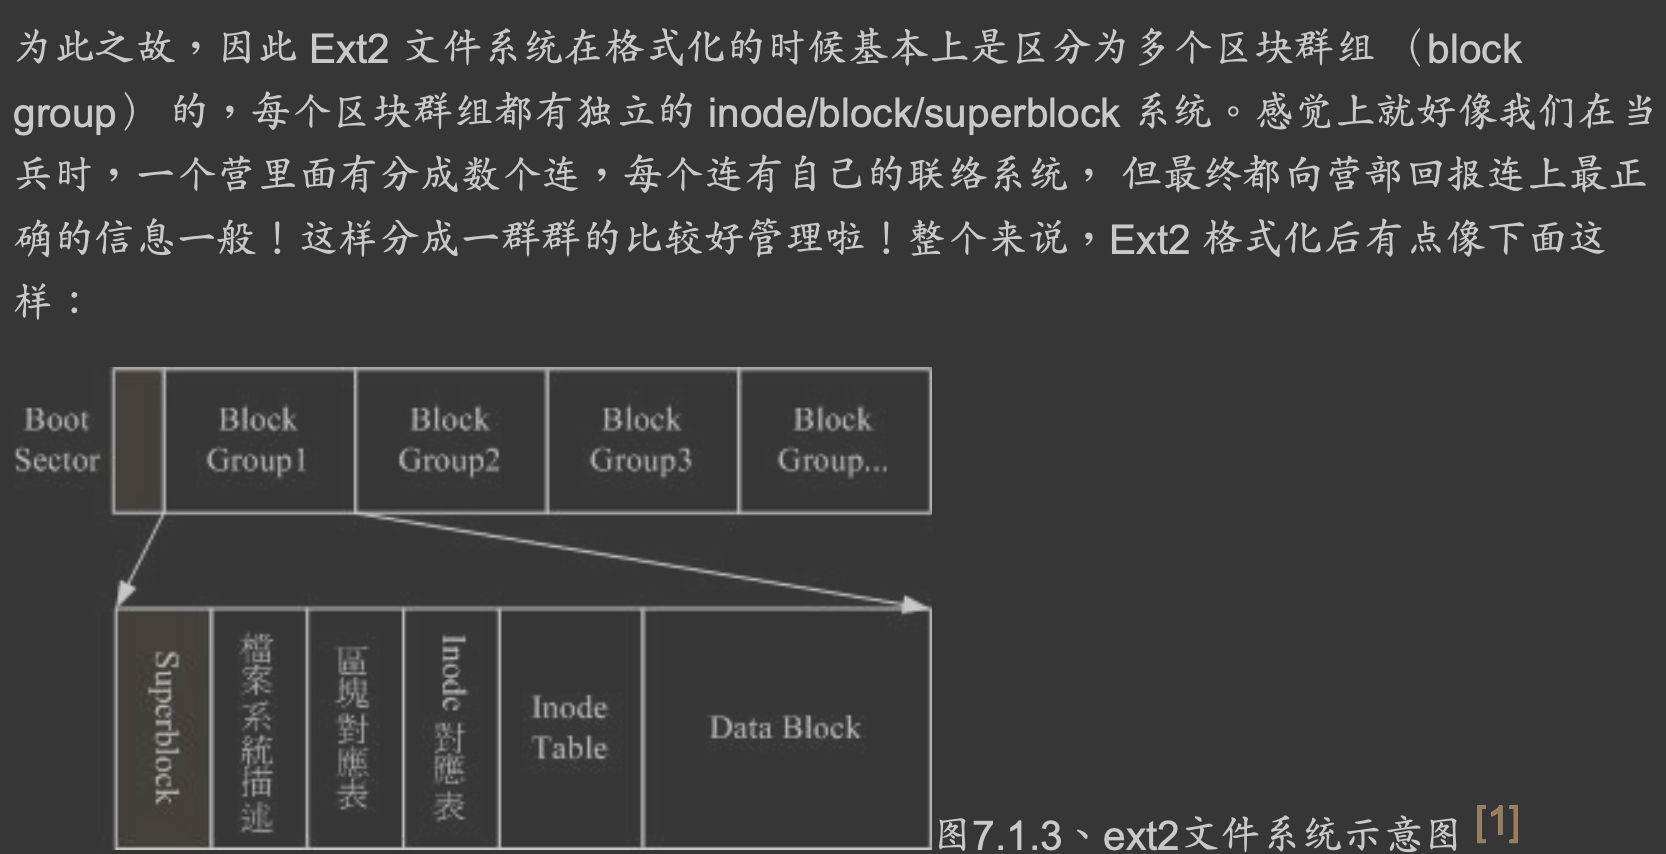 为此之故，因此 Ext2 文件系统在格式化的时候基本上是区分为多个区块群组 （block
group） 的，每个区块群组都有独立的 inode/block/superblock 系统。感觉上就好像我们在当
兵时，一个营里面有分成数个连，每个连有自己的联络系统， 但最终都向营部回报连上最正
确的信息一般！这样分成一群群的比较好管理啦！整个来说，Ext2 格式化后有点像下面这
样：
Boot
Sector
Block
Group1
Block
Group2
Block
Group3
Block
Group...
Superblock
檔案系統描述
區塊對應表
Inode 對應表
Inode
Table
Data Block
图7.1.3、ext2文件系统示意图 [1]